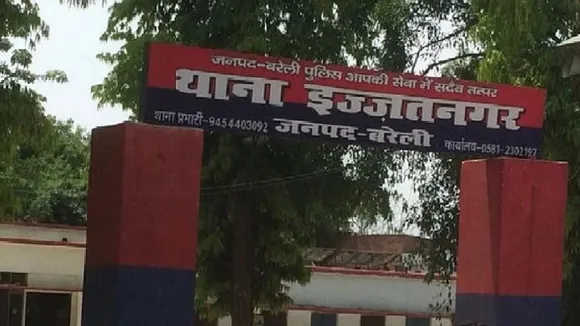 जनपद-बरेली पुलिस आपकी सेवा में सदैव तत्पर
थाना इज्जतनगर
थाना प्रभारी-9454403092 जनपद-बरेली कार्यालय-0581-2302197